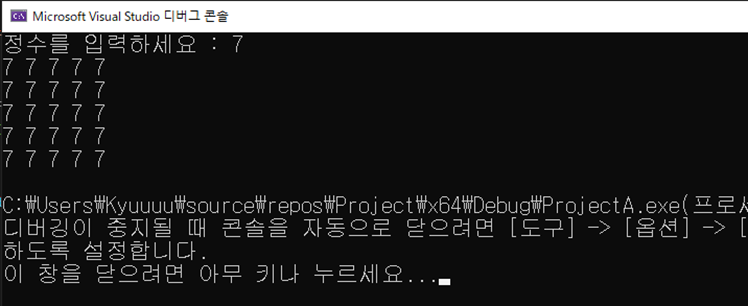 Microsoft Visual Studio 디버그 콘솔
정수를 입력하세요 : 7
7 7 7 7 7
7 7 7 7 7
7 7 7 7 7
7 7 7 7 7
7 7 7 7 7
C:₩Users₩Kyuuuu₩source₩repos₩Project₩x64₩Debug₩ProjectA.exe(프로세
디버깅이 중지될 때 콘솔을 자동으로 닫으려면 [도구] -> [옵션] -> [
하도록 설정합니다.
이 창을 닫으려면 아무 키나 누르세요...